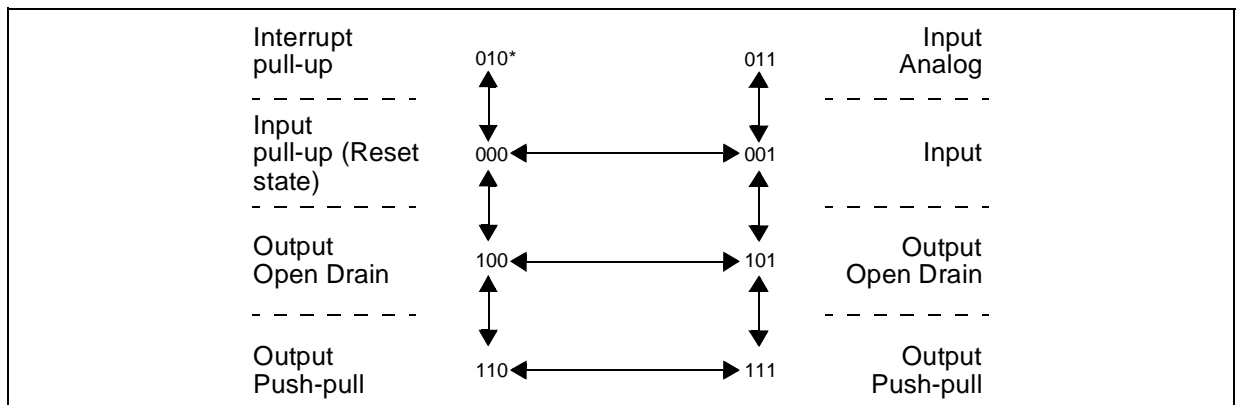 Interrupt
pull-up
010*
011
Input
Analog
Input
pull-up (Reset
state)
000
001
Input
Output
Open Drain
100
101
Output
Open Drain
Output
Push-pull
110
111
Output
Push-pull